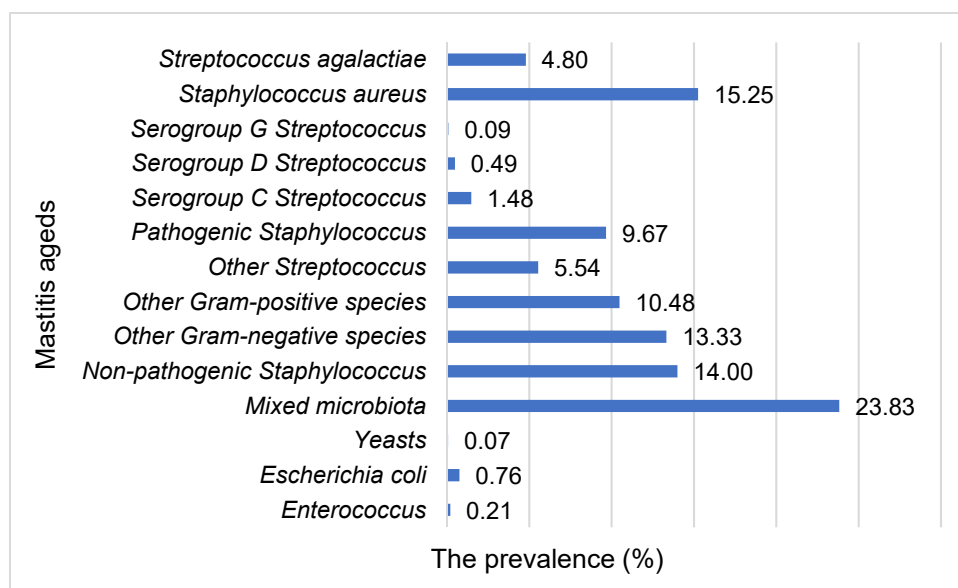 Streptococcus agalactiae 4.80
Staphylococcus aureus 15.25
Serogroup G Streptococcus 0.09
Serogroup D Streptococcus 0.49
Serogroup C Streptococcus 1.48
Pathogenic Staphylococcus 9.67
Other Streptococcus 5.54
Other Gram-positive species 10.48
Other Gram-negative species 13.33
Non-pathogenic Staphylococcus 14.00
Mixed microbiota 23.83
Yeasts 0.07
Escherichia coli 0.76
Enterococcus 0.21
Mastitis ageds
The prevalence (%)